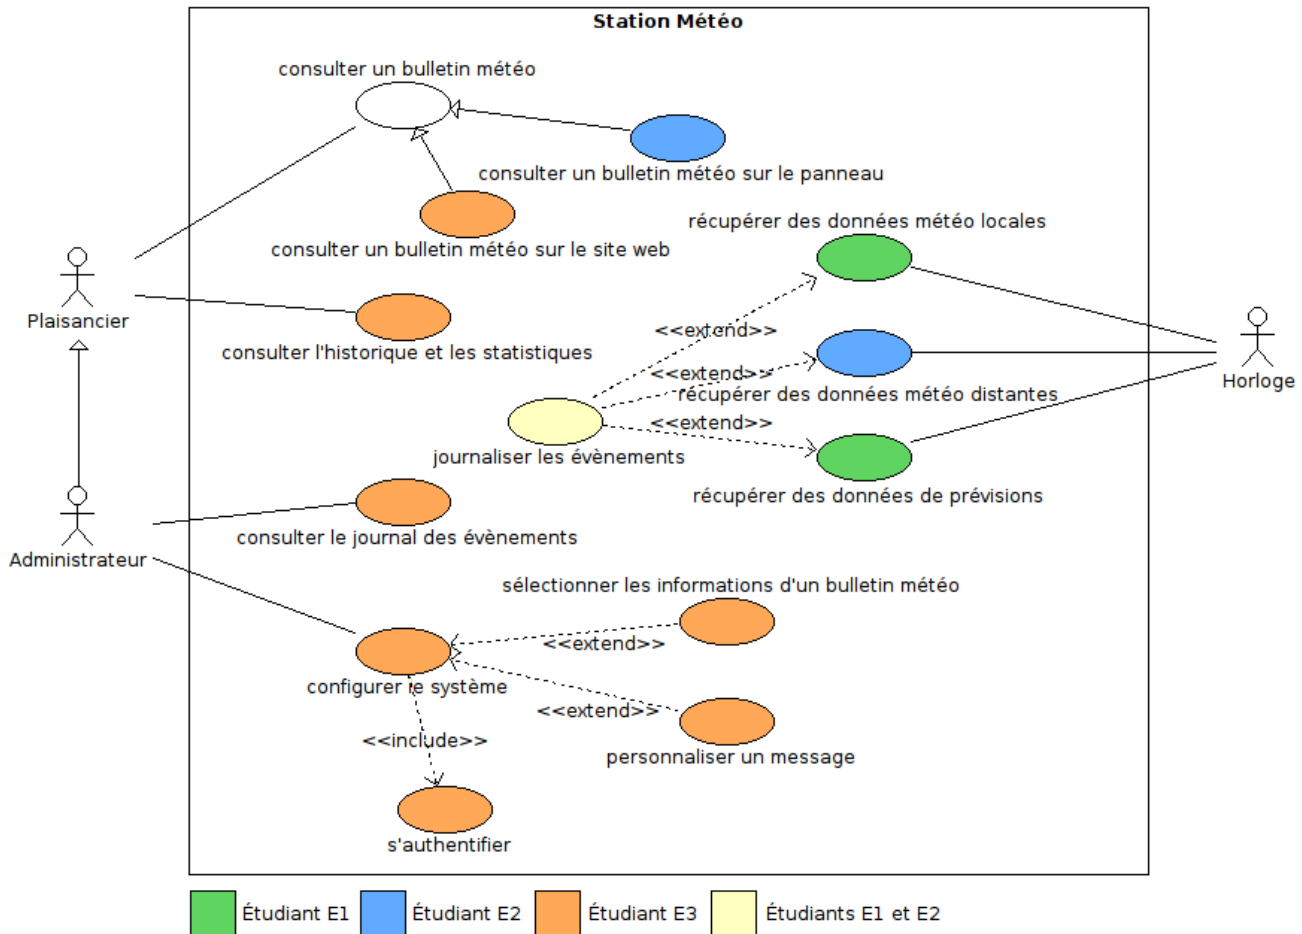 Station Météo
consulter un bulletin météo
consulter un bulletin météo sur le panneau
consulter un bulletin météo sur le site web
récupérer des données météo locales
Plaisancier
consulter l'historique et les statistiques
<<extend>>
<<extend>>
récupérer des données météo distantes
Horloge
<<extend>>
journaliser les évènements
récupérer des données de prévisions
consulter le journal des évènements
Administrateur
sélectionner les informations d'un bulletin météo
<<extend>>
configurer le système
<<extend>>
<<include>>
personnaliser un message
s'authentifier
Étudiant E1
Étudiant E2
Étudiant E3
Étudiants E1 et E2